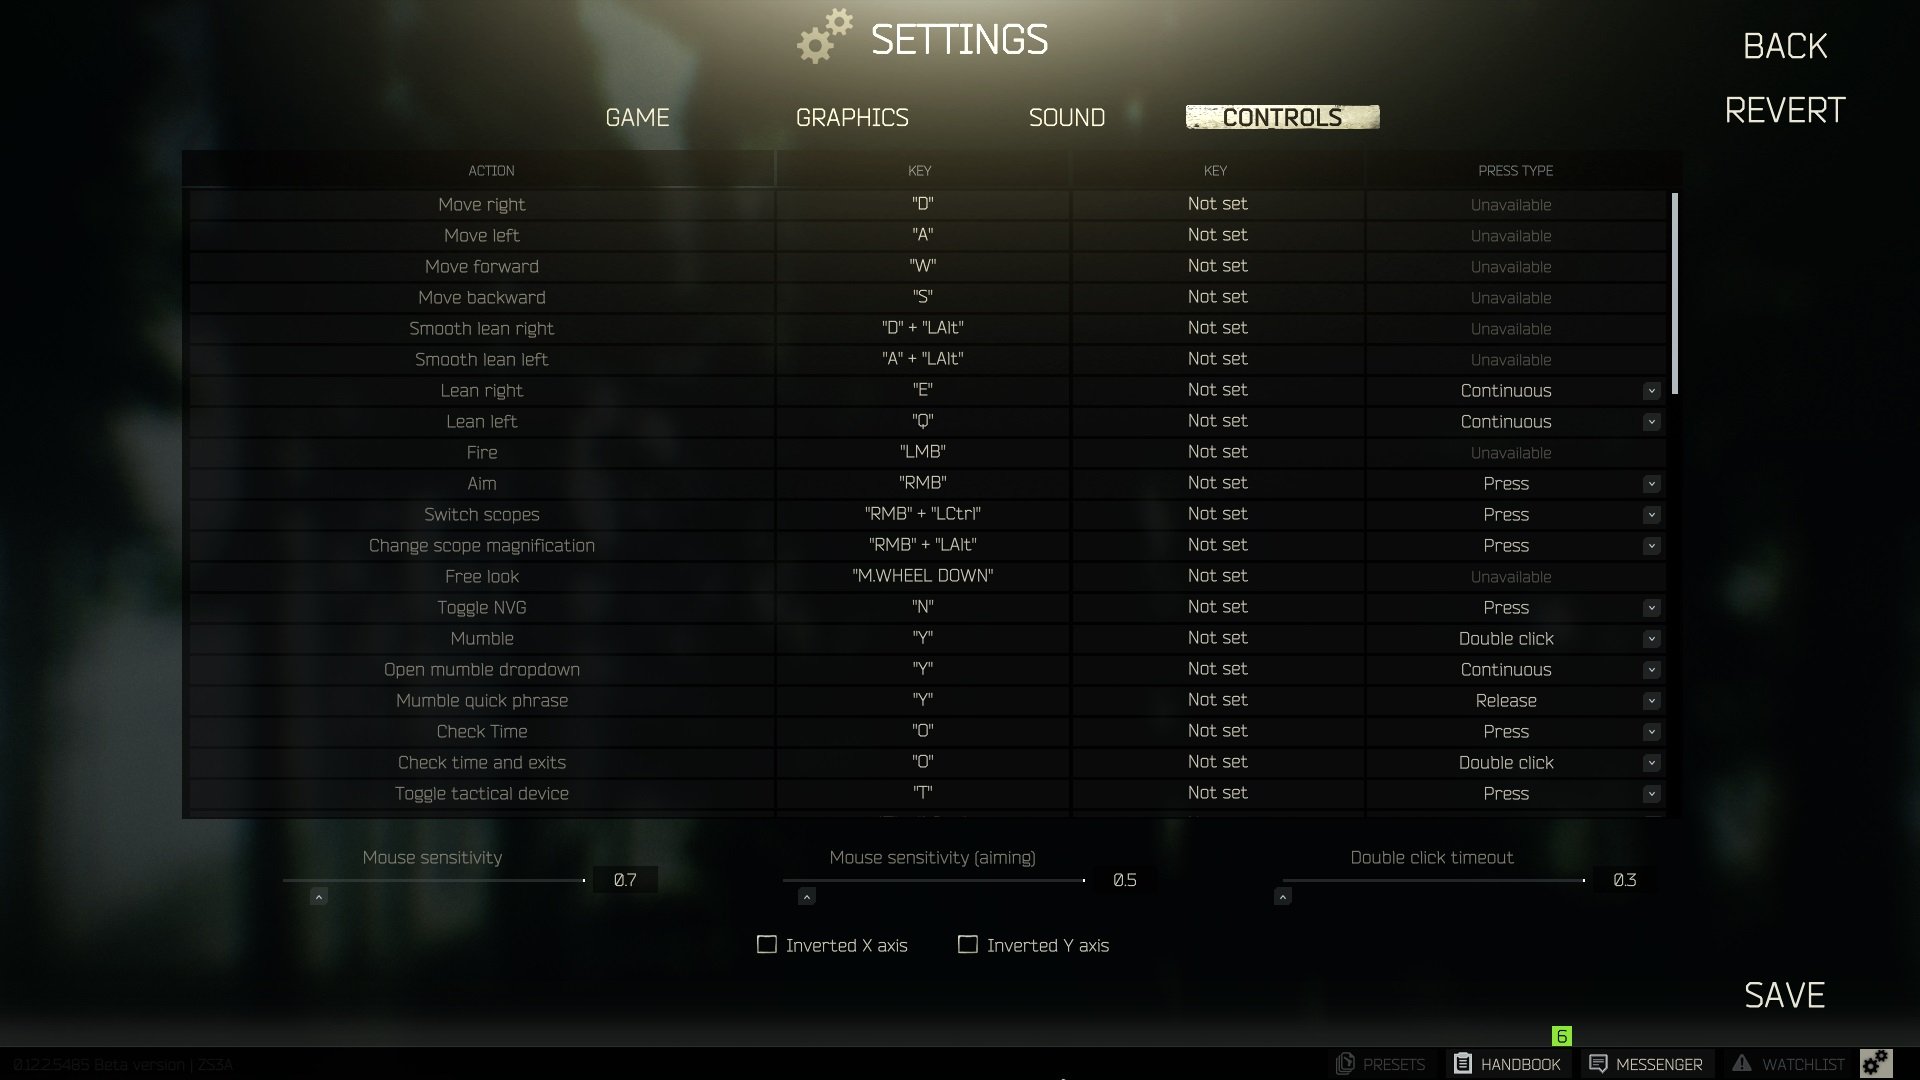 SETTINGS
BACK
REVERT
GAME GRAPHICS SOUND CONTROLS
ACTION KEY KEY PRESS TYPE
Move right "D" Not set Unavailable
Move left "A" Not set Unavailable
Move forward "W" Not set Unavailable
Move backward "S" Not set Unavailable
Smooth lean right "D" + "LAlt" Not set Unavailable
Smooth lean left "A" + "LAlt" Not set Unavailable
Lean right "E" Not set Continuous
Lean left "Q" Not set Continuous
Fire "LMB" Not set Unavailable
Aim "RMB" Not set Press
Switch scopes "RMB" + "LCtrl" Not set Press
Change scope magnification "RMB" + "LAlt" Not set Press
Free look "M.WHEEL DOWN" Not set Unavailable
Toggle NVG "N" Not set Press
Mumble "Y" Not set Double click
Open mumble dropdown "Y" Not set Continuous
Mumble quick phrase "Y" Not set Release
Check Time "O" Not set Press
Check time and exits "O" Not set Double click
Toggle tactical device "T" Not set Press
Mouse sensitivity Mouse sensitivity (aiming) Double click timeout
0.7 0.5 0.3
Inverted X axis Inverted Y axis
SAVE
6
0.12.2.5485 Beta version | ZS3A PRESETS HANDBOOK MESSENGER WATCHLIST